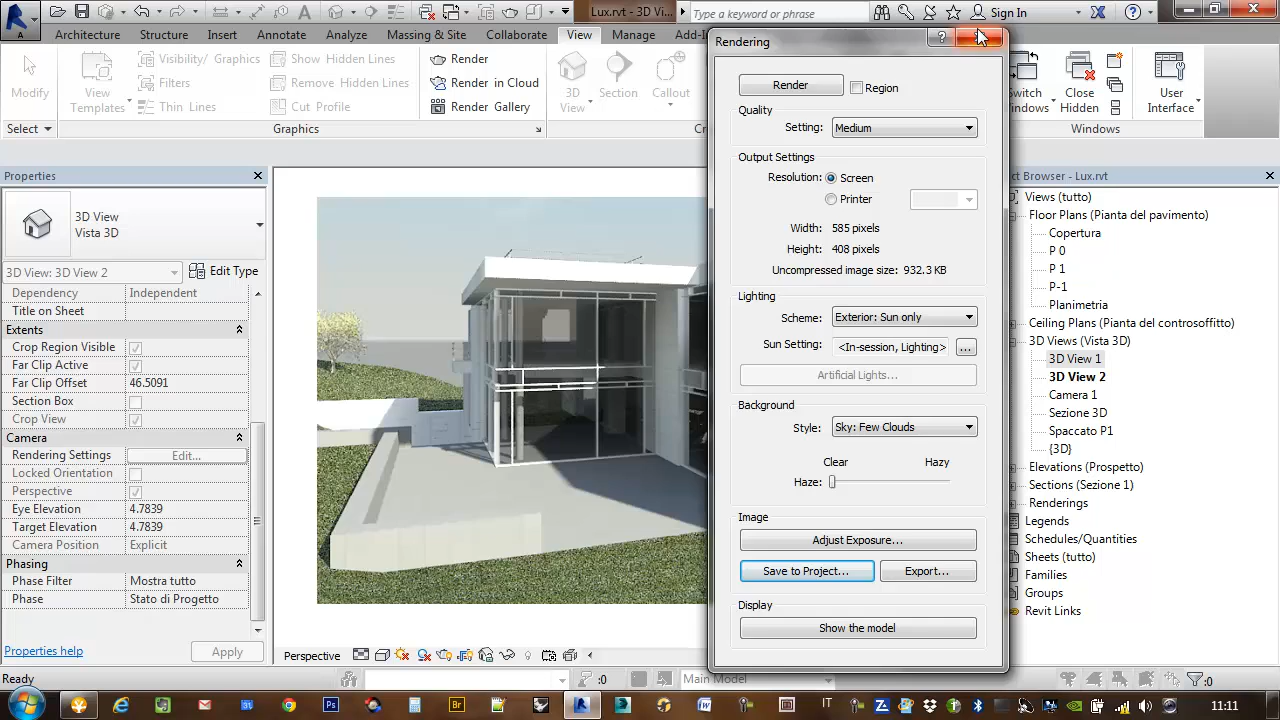 Lux.rvt - 3D Vi...
Type a keyword or phrase
Sign In
Architecture
Structure
Insert
Annotate
Analyze
Massing & Site
Collaborate
View
Manage
Add-I
Modify
View Templates
Visibility/ Graphics
Filters
Thin Lines
Show Hidden Lines
Remove Hidden Lines
Cut Profile
Render
Render in Cloud
Render Gallery
3D View
Section
Callout
Switch Windows
Close Hidden
User Interface
Select
Graphics
Windows
Properties
3D View
Vista 3D
3D View: 3D View 2
Edit Type
Dependency Independent
Title on Sheet
Extents
Crop Region Visible
Far Clip Active
Far Clip Offset 46.5091
Section Box
Crop View
Camera
Rendering Settings Edit...
Locked Orientation
Perspective
Eye Elevation 4.7839
Target Elevation 4.7839
Camera Position Explicit
Phasing
Phase Filter Mostra tutto
Phase Stato di Progetto
Properties help
Apply
Perspective
Rendering
Render
Region
Quality
Setting: Medium
Output Settings
Resolution: Screen
Printer
Width: 585 pixels
Height: 408 pixels
Uncompressed image size: 932.3 KB
Lighting
Scheme: Exterior: Sun only
Sun Setting: <In-session, Lighting> ...
Artificial Lights...
Background
Style: Sky: Few Clouds
Clear Hazy
Haze:
Image
Adjust Exposure...
Save to Project... Export...
Display
Show the model
ct Browser - Lux.rvt
Views (tutto)
Floor Plans (Pianta del pavimento)
Copertura
P 0
P 1
P-1
Planimetria
Ceiling Plans (Pianta del controsoffitto)
3D Views (Vista 3D)
3D View 1
3D View 2
Camera 1
Sezione 3D
Spaccato P1
{3D}
Elevations (Prospetto)
Sections (Sezione 1)
Renderings
Legends
Schedules/Quantities
Sheets (tutto)
Families
Groups
Revit Links
Ready
:0
Main Model
:0
IT
11:11